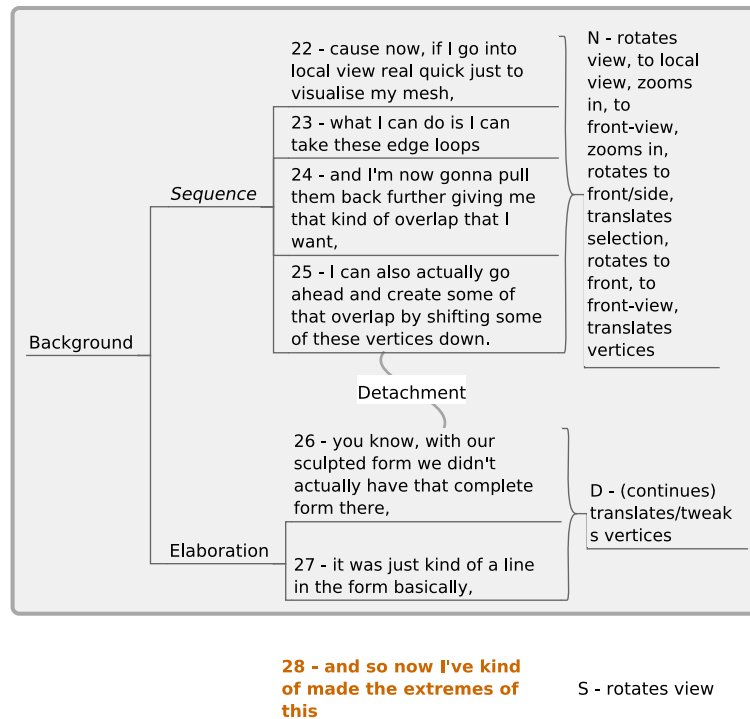 22 - cause now, if I go into
local view real quick just to
visualise my mesh,
23 - what I can do is I can
take these edge loops
24 - and I'm now gonna pull
them back further giving me
that kind of overlap that I
want,
25 - I can also actually go
ahead and create some of
that overlap by shifting some
of these vertices down.
Sequence
N - rotates
view, to local
view, zooms
in, to
front-view,
zooms in,
rotates to
front/side,
translates
selection,
rotates to
front, to
front-view,
translates
vertices
Background
Detachment
26 - you know, with our
sculpted form we didn't
actually have that complete
form there,
Elaboration
27 - it was just kind of a line
in the form basically,
D - (continues)
translates/tweak
s vertices
28 - and so now I've kind
of made the extremes of
this
S - rotates view